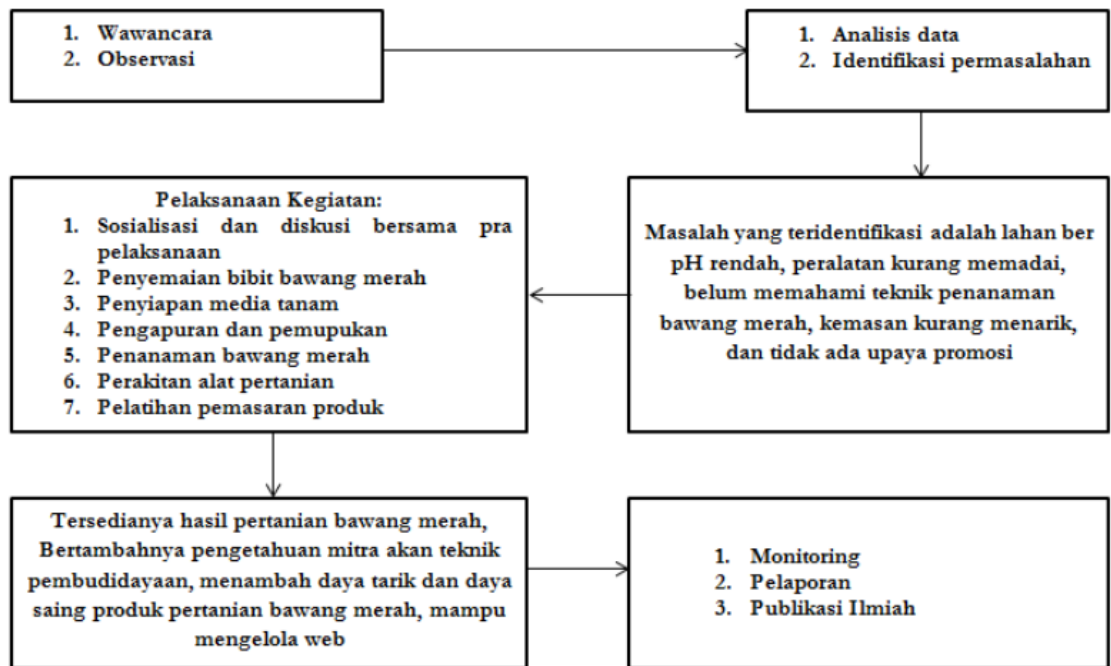 1. Wawancara
2. Observasi
1. Analisis data
2. Identifikasi permasalahan
Masalah yang teridentifikasi adalah lahan ber
pH rendah, peralatan kurang memadai,
belum memahami teknik penanaman
bawang merah, kemasan kurang menarik,
dan tidak ada upaya promosi
Pelaksanaan Kegiatan:
1. Sosialisasi dan diskusi bersama pra
pelaksanaan
2. Penyemaian bibit bawang merah
3. Penyiapan media tanam
4. Pengapuran dan pemupukan
5. Penanaman bawang merah
6. Perakitan alat pertanian
7. Pelatihan pemasaran produk
Tersedianya hasil pertanian bawang merah,
Bertambahnya pengetahuan mitra akan teknik
pembudidayaan, menambah daya tarik dan daya
saing produk pertanian bawang merah, mampu
mengelola web
1. Monitoring
2. Pelaporan
3. Publikasi Ilmiah